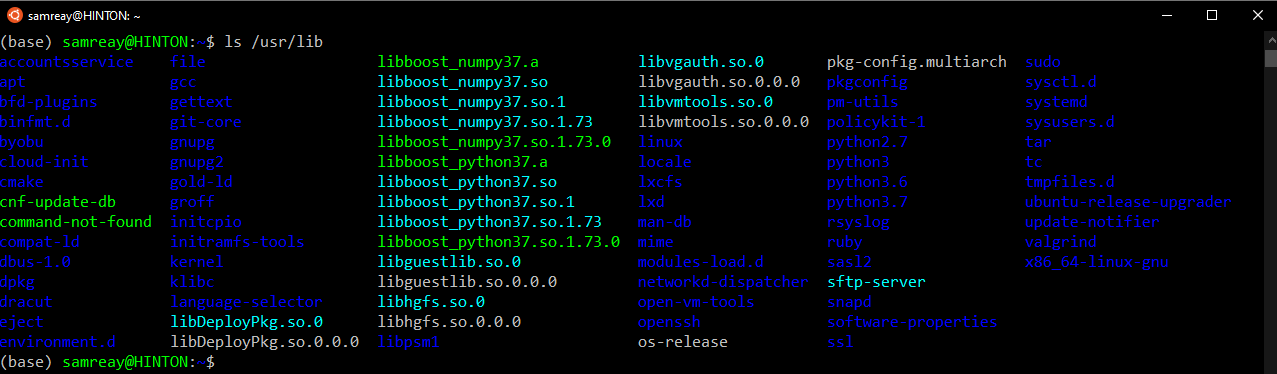 samreay@HINTON: ~
(base) samreay@HINTON:~$ ls /usr/lib
accountsservice file libboost_numpy37.a libvgauth.so.0 pkg-config.multiarch sudo
apt gcc libboost_numpy37.so libvgauth.so.0.0.0 pkgconfig sysctl.d
bfd-plugins gettext libboost_numpy37.so.1 libvmtools.so.0 pm-utils systemd
binfmt.d git-core libboost_numpy37.so.1.73 libvmtools.so.0.0.0 policykit-1 sysusers.d
byobu gnupg libboost_numpy37.so.1.73.0 linux python2.7 tar
cloud-init gnupg2 libboost_python37.a locale python3 tc
cmake gold-ld libboost_python37.so lxcfs python3.6 tmpfiles.d
cnf-update-db groff libboost_python37.so.1 lxd python3.7 ubuntu-release-upgrader
command-not-found initcpio libboost_python37.so.1.73 man-db rsyslog update-notifier
compat-ld initramfs-tools libboost_python37.so.1.73.0 mime ruby valgrind
dbus-1.0 kernel libguestlib.so.0 modules-load.d sasl2 x86_64-linux-gnu
dpkg klibc libguestlib.so.0.0.0 networkd-dispatcher sftp-server
dracut language-selector libhgfs.so.0 open-vm-tools snapd
eject libDeployPkg.so.0 libhgfs.so.0.0.0 openssh software-properties
environment.d libDeployPkg.so.0.0.0 libpsm1 os-release ssl
(base) samreay@HINTON:~$